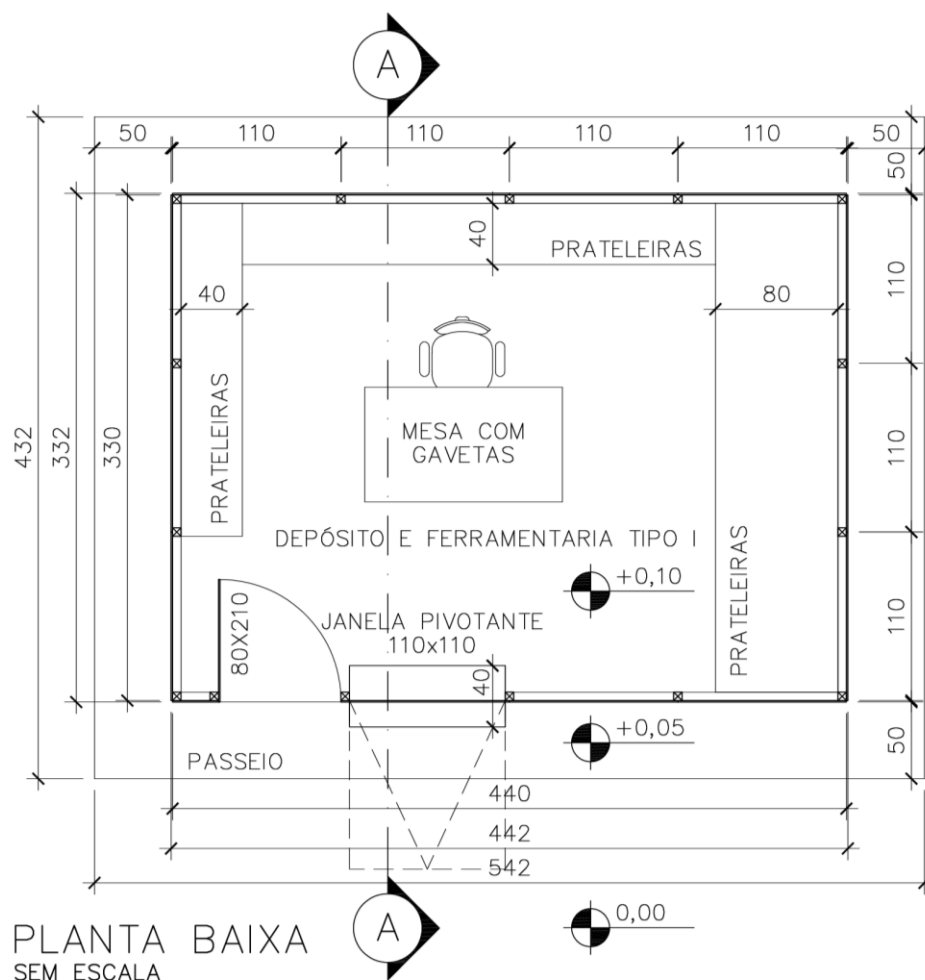 A
50
110
110
110
110
50
50
40
PRATELEIRAS
40
80
110
432
332
330
PRATELEIRAS
MESA COM
GAVETAS
110
DEPÓSITO E FERRAMENTARIA TIPO I
+0,10
80X210
JANELA PIVOTANTE
110x110
PRATELEIRAS
110
40
+0,05
50
PASSEIO
440
442
542
A
0,00
PLANTA BAIXA
SEM ESCALA